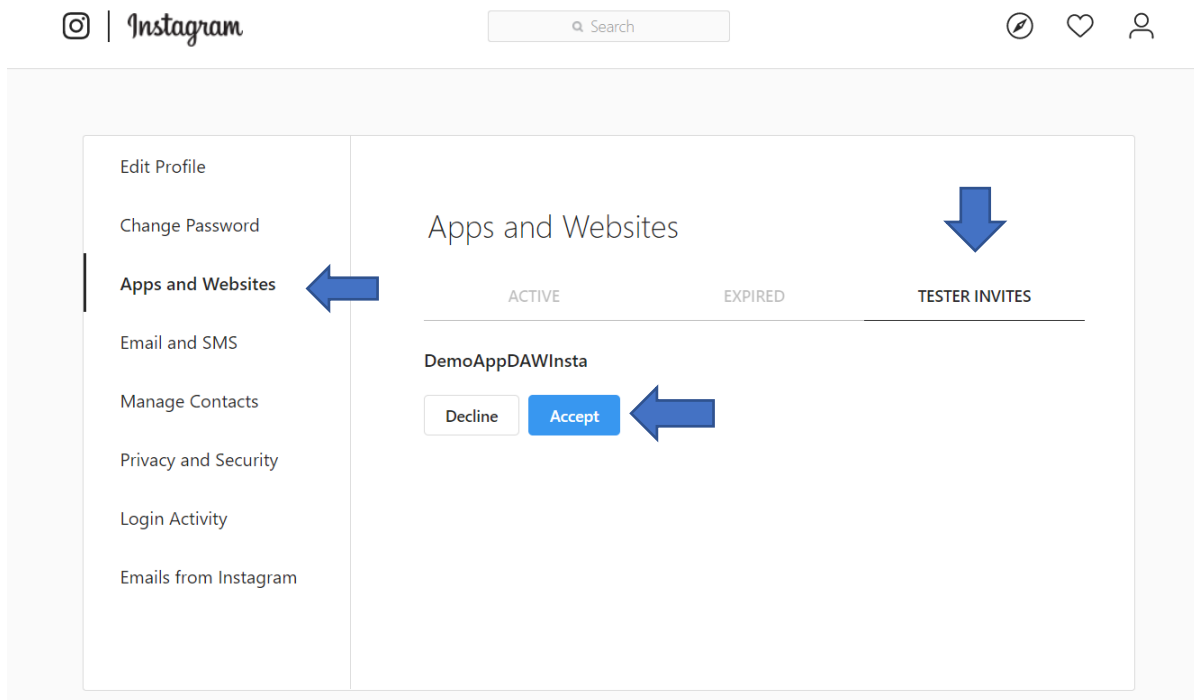 Instagram
Search
Edit Profile
Change Password
Apps and Websites
Email and SMS
Manage Contacts
Privacy and Security
Login Activity
Emails from Instagram
Apps and Websites
ACTIVE EXPIRED TESTER INVITES
DemoAppDAWInsta
Decline Accept